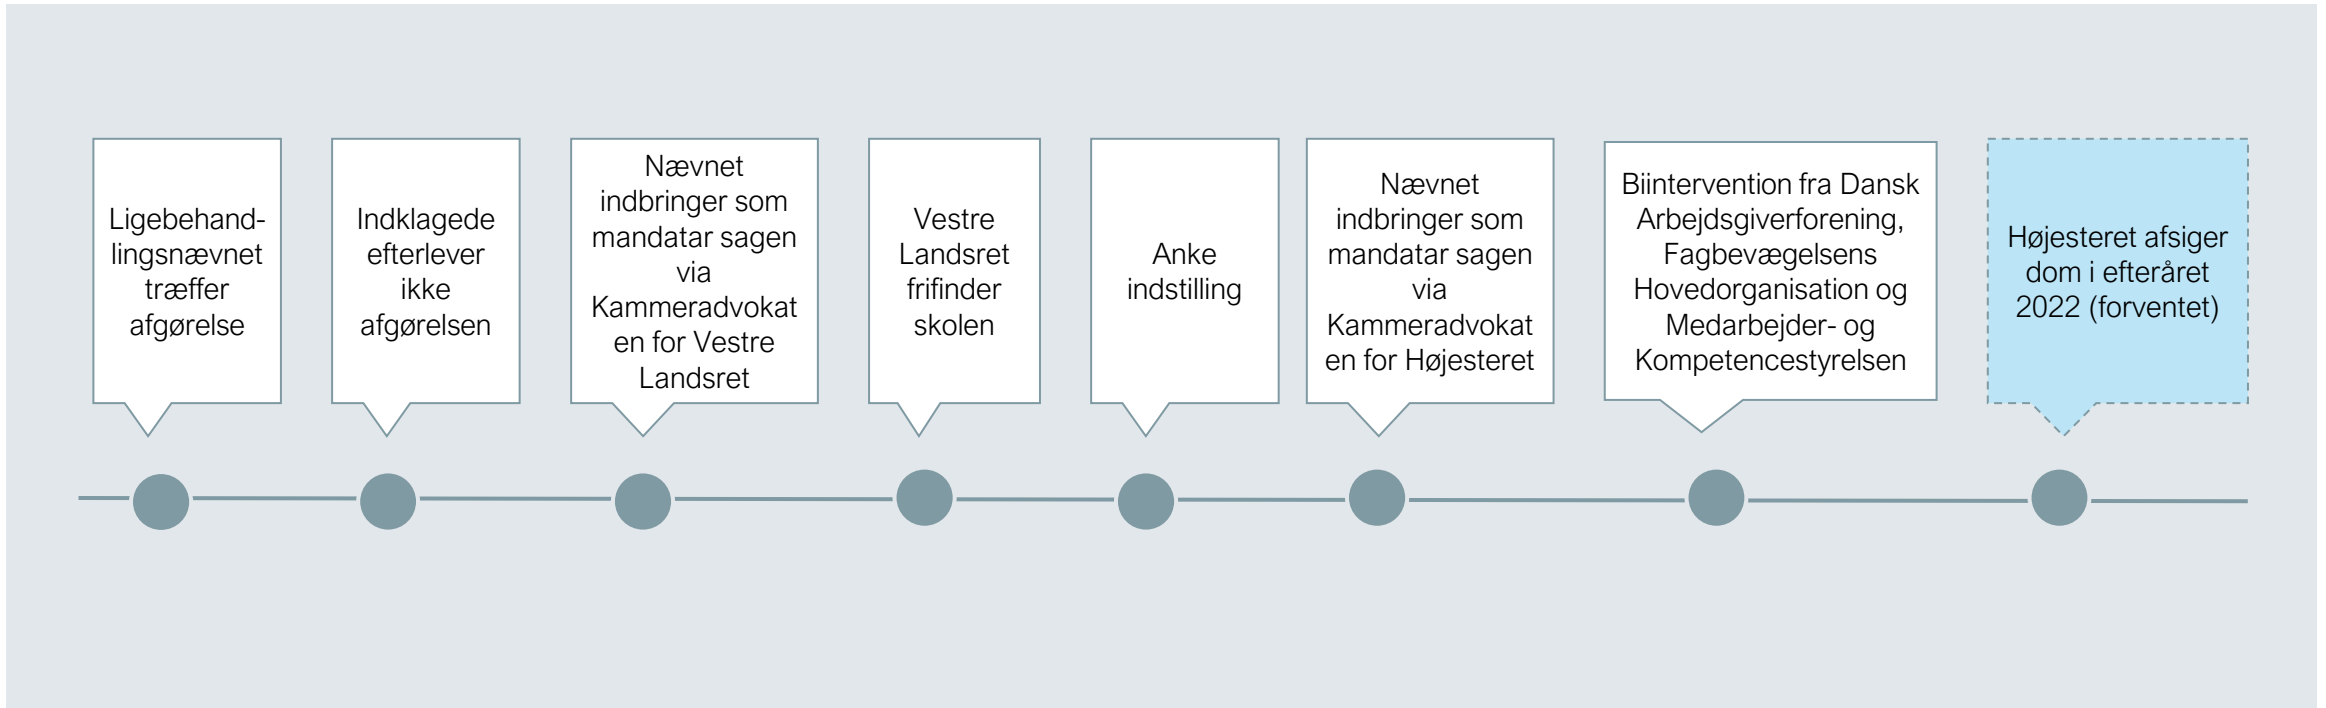 Ligebehand-
lingsnævnet
træffer
afgørelse
Indklagede
efterlever
ikke
afgørelsen
Nævnet
indbringer som
mandatar sagen
via
Kammeradvokat
en for Vestre
Landsret
Vestre
Landsret
frifinder
skolen
Anke
indstilling
Nævnet
indbringer som
mandatar sagen
via
Kammeradvokat
en for Højesteret
Biintervention fra Dansk
Arbejdsgiverforening,
Fagbevægelsens
Hovedorganisation og
Medarbejder- og
Kompetencestyrelsen
Højesteret afsiger
dom i efteråret
2022 (forventet)